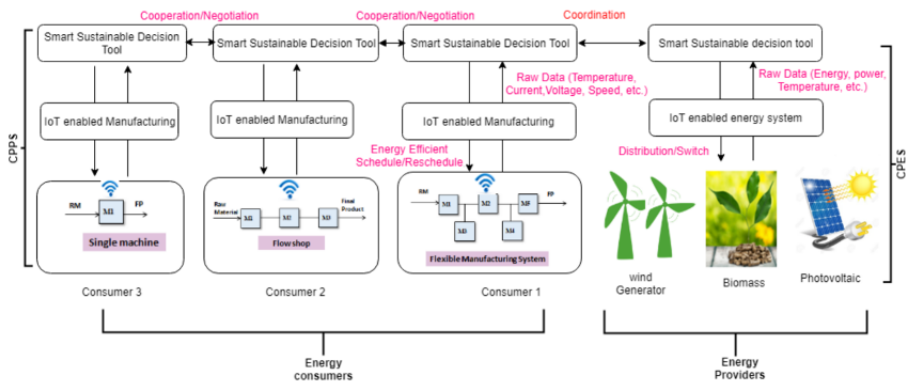 Cooperation/Negotiation
Cooperation/Negotiation
Coordination
Smart Sustainable Decision
Tool
Smart Sustainable Decision Tool
Smart Sustainable Decision Tool
Smart Sustainable decision tool
Raw Data (Temperature,
Current,Voltage, Speed, etc.)
Raw Data (Energy, power,
Temperature, etc.)
IoT enabled Manufacturing
IoT enabled Manufacturing
IoT enabled Manufacturing
IoT enabled energy system
CPPS
CPES
Energy Efficient
Schedule/Reschedule
Distribution/Switch
RM
M1
FP
Single machine
Raw
Material
M1
M2
M3
Final
Product
Flow shop
RM
M1
M2
M5
FP
M3
M4
Flexible Manufacturing System
wind
Generator
Biomass
Photovoltaic
Consumer 3
Consumer 2
Consumer 1
Energy
consumers
Energy
Providers